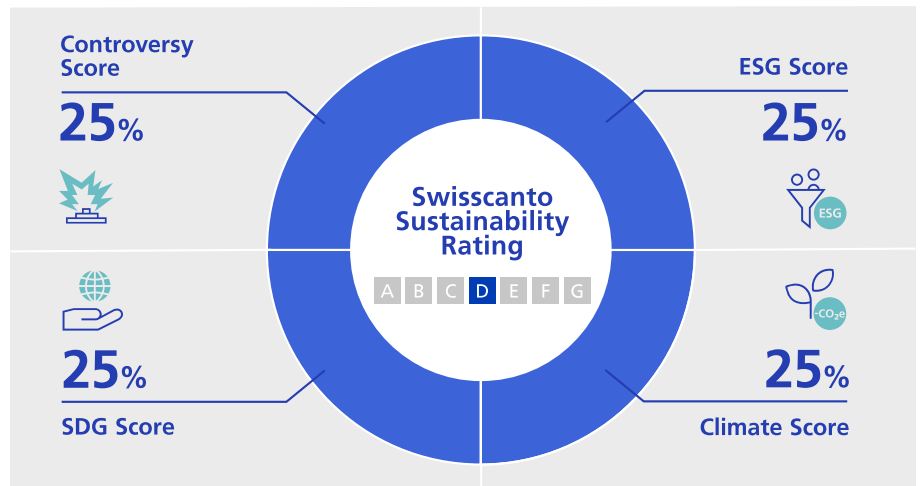 Controversy
Score
25%
ESG Score
25%
ESG
Swisscanto
Sustainability
Rating
A B C D E F G
25%
SDG Score
-CO₂e
25%
Climate Score